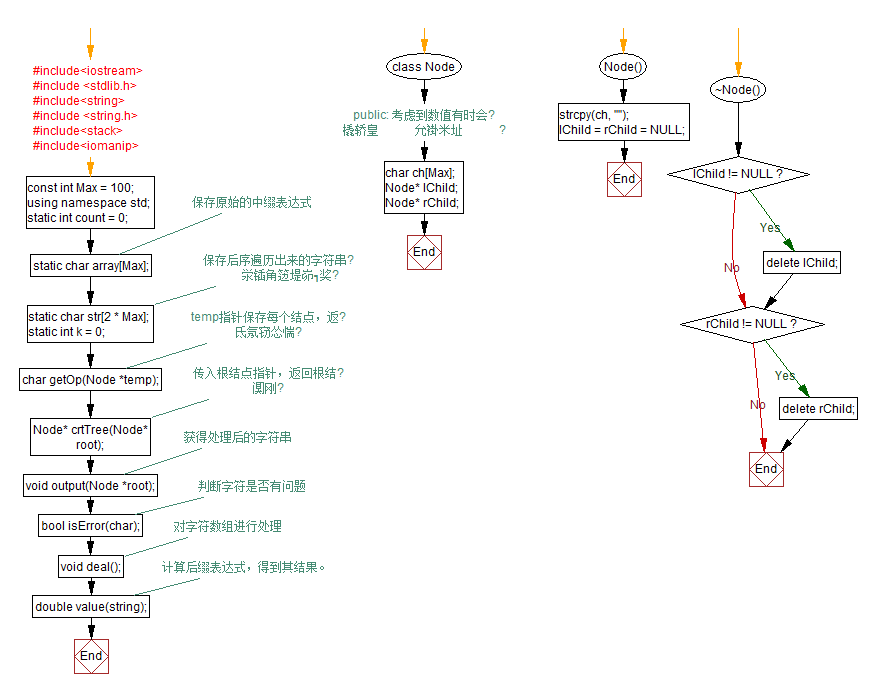 #include<iostream>
#include <stdlib.h>
#include<string>
#include <string.h>
#include<stack>
#include<iomanip>
const int Max = 100;
using namespace std;
static int count = 0;
保存原始的中缀表达式
static char array[Max];
保存后序遍历出来的字符串?
static char str[2 * Max];
static int k = 0;
temp指针保存每个结点，返?
char getOp(Node *temp);
传入根结点指针，返回根结?
Node* crtTree(Node*
root);
获得处理后的字符串
void output(Node *root);
判断字符是否有问题
bool isError(char);
对字符数组进行处理
void deal();
计算后缀表达式，得到其结果。
double value(string);
End
class Node
public: 考虑到数值有时会?
?
char ch[Max];
Node* lChild;
Node* rChild;
End
Node()
strcpy(ch, "");
lChild = rChild = NULL;
End
~Node()
lChild != NULL ?
Yes
No
delete lChild;
rChild != NULL ?
Yes
No
delete rChild;
End